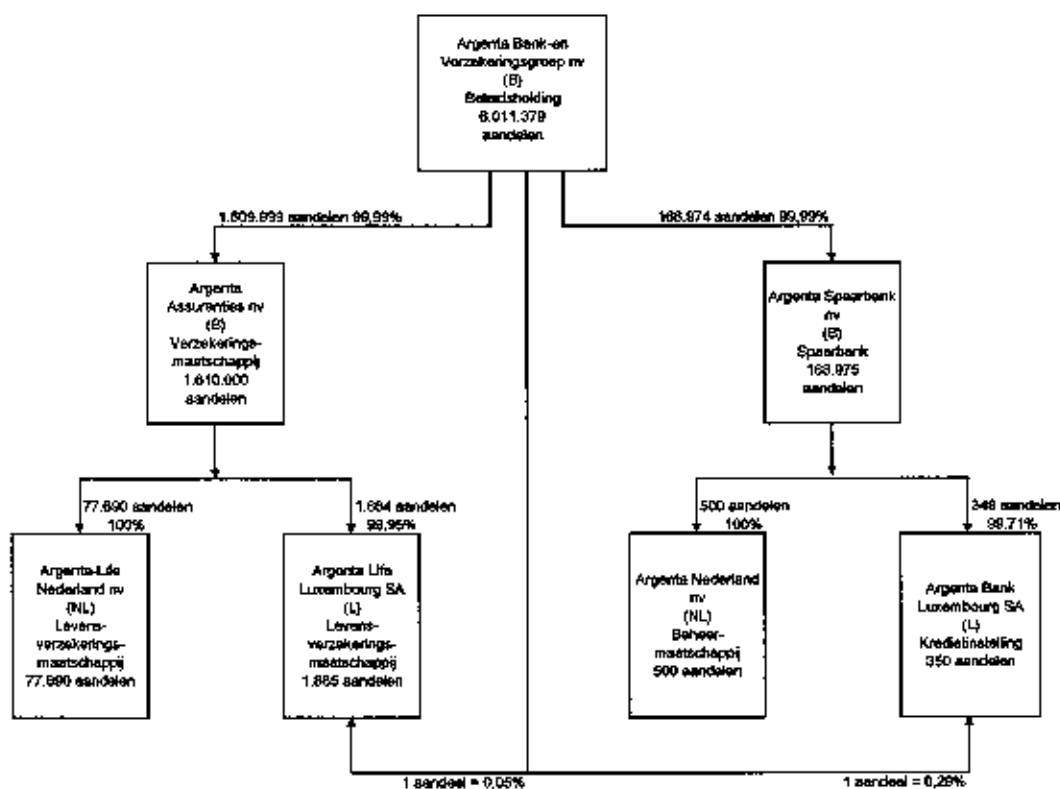 Argenta Bank-en
Verzekeringsgroep nv
(B)
Beleidsholding
6.011.379
aandelen
1.609.999 aandelen 99,99%
168.974 aandelen 99,99%
Argenta
Assuranties nv
(B)
Verzekerings-
maatschappij
1.610.000
aandelen
Argenta Spaarbank
nv
(B)
Spaarbank
168.975
aandelen
77.690 aandelen
100%
1.664 aandelen
99,95%
500 aandelen
100%
349 aandelen
99.71%
Argenta-Life
Nederland nv
(NL)
Levens-
verzekerings-
maatschappij
77.690 aandelen
Argenta Life
Luxembourg SA
(L)
Levens-
verzekerings-
maatschappij
1.665 aandelen
Argenta Nederland
nv
(NL)
Beheer-
maatschappij
500 aandelen
Argenta Bank
Luxembourg SA
(L)
Kredietinstelling
350 aandelen
1 aandeel = 0,05%
1 aandeel = 0,29%